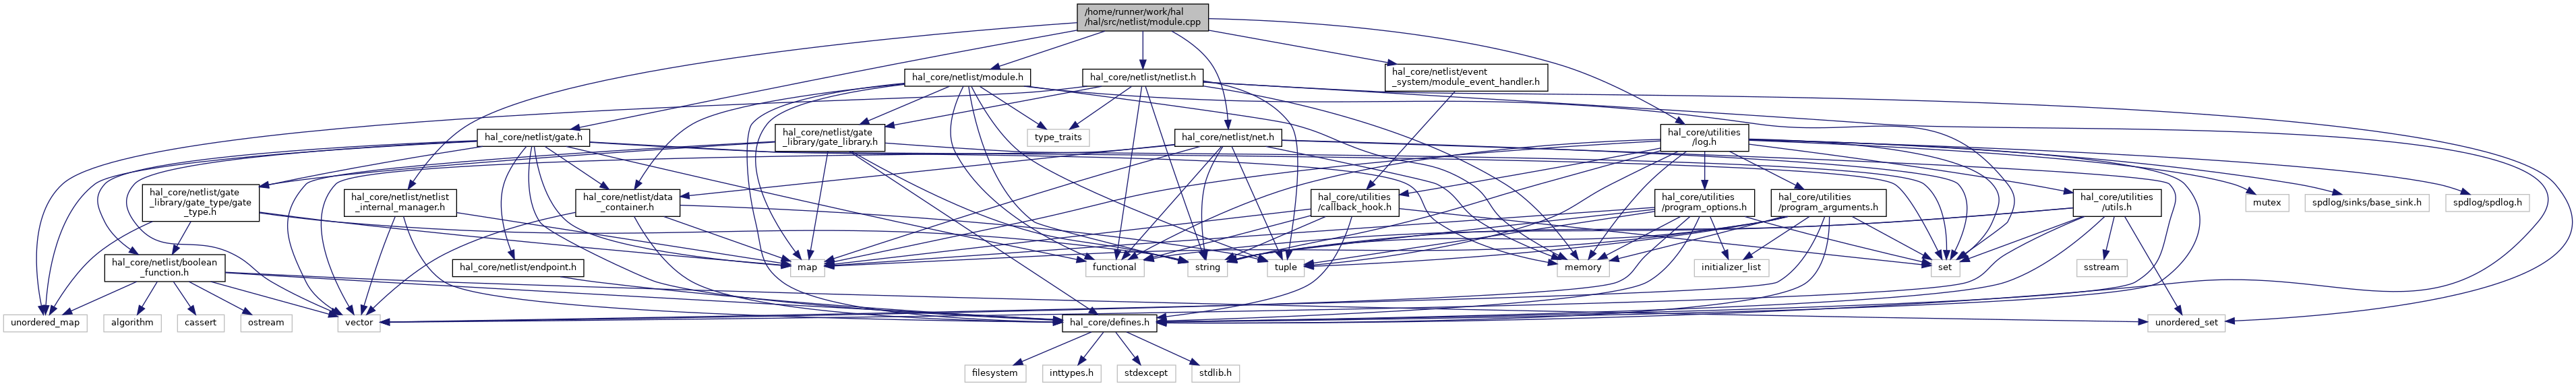 /home/runner/work/hal
/hal/src/netlist/module.cpp
hal_core/netlist/module.h
hal_core/netlist/netlist.h
hal_core/netlist/event
_system/module_event_handler.h
hal_core/netlist/gate.h
hal_core/netlist/gate
_library/gate_library.h
type_traits
hal_core/netlist/net.h
hal_core/utilities
/log.h
hal_core/netlist/gate
_library/gate_type/gate
_type.h
hal_core/netlist/netlist
_internal_manager.h
hal_core/netlist/data
_container.h
hal_core/utilities
/callback_hook.h
hal_core/utilities
/program_options.h
hal_core/utilities
/program_arguments.h
hal_core/utilities
/utils.h
mutex
spdlog/sinks/base_sink.h
spdlog/spdlog.h
hal_core/netlist/boolean
_function.h
hal_core/netlist/endpoint.h
map
functional
string
tuple
memory
initializer_list
set
sstream
unordered_map
algorithm
cassert
ostream
vector
hal_core/defines.h
unordered_set
filesystem
inttypes.h
stdexcept
stdlib.h